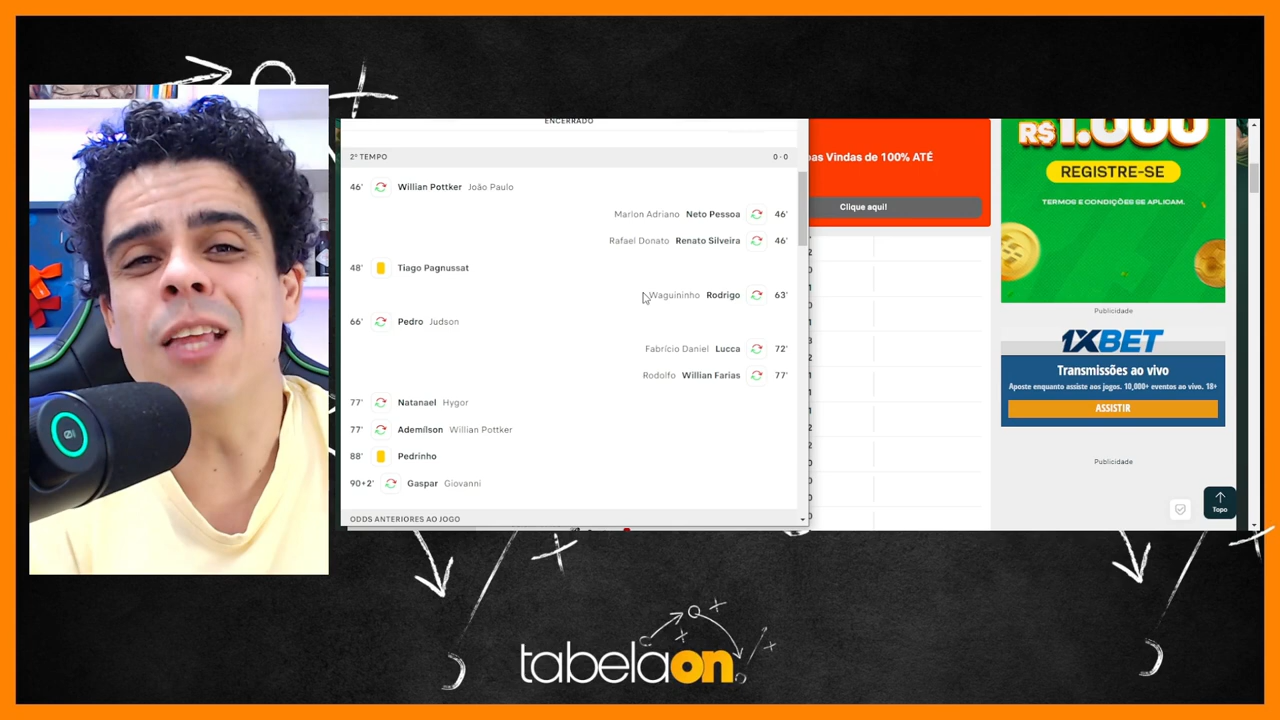 ENCERRADO
2º TEMPO 0 - 0
46' Willian Pottker João Paulo
Marlon Adriano Neto Pessoa 46'
Rafael Donato Renato Silveira 46'
48' Tiago Pagnussat
Waguininho Rodrigo 63'
66' Pedro Judson
Fabrício Daniel Lucca 72'
Rodolfo Willian Farias 77'
77' Natanael Hygor
77' Ademílson Willian Pottker
88' Pedrinho
90+2' Gaspar Giovanni
ODDS ANTERIORES AO JOGO
oas Vindas de 100% ATÉ
Clique aqui!
R$1.000
REGISTRE-SE
TERMOS E CONDIÇÕES SE APLICAM.
Publicidade
1XBET
Transmissões ao vivo
Aposte enquanto assiste aos jogos. 10,000+ eventos ao vivo. 18+
ASSISTIR
Publicidade
Topo
tabelaon